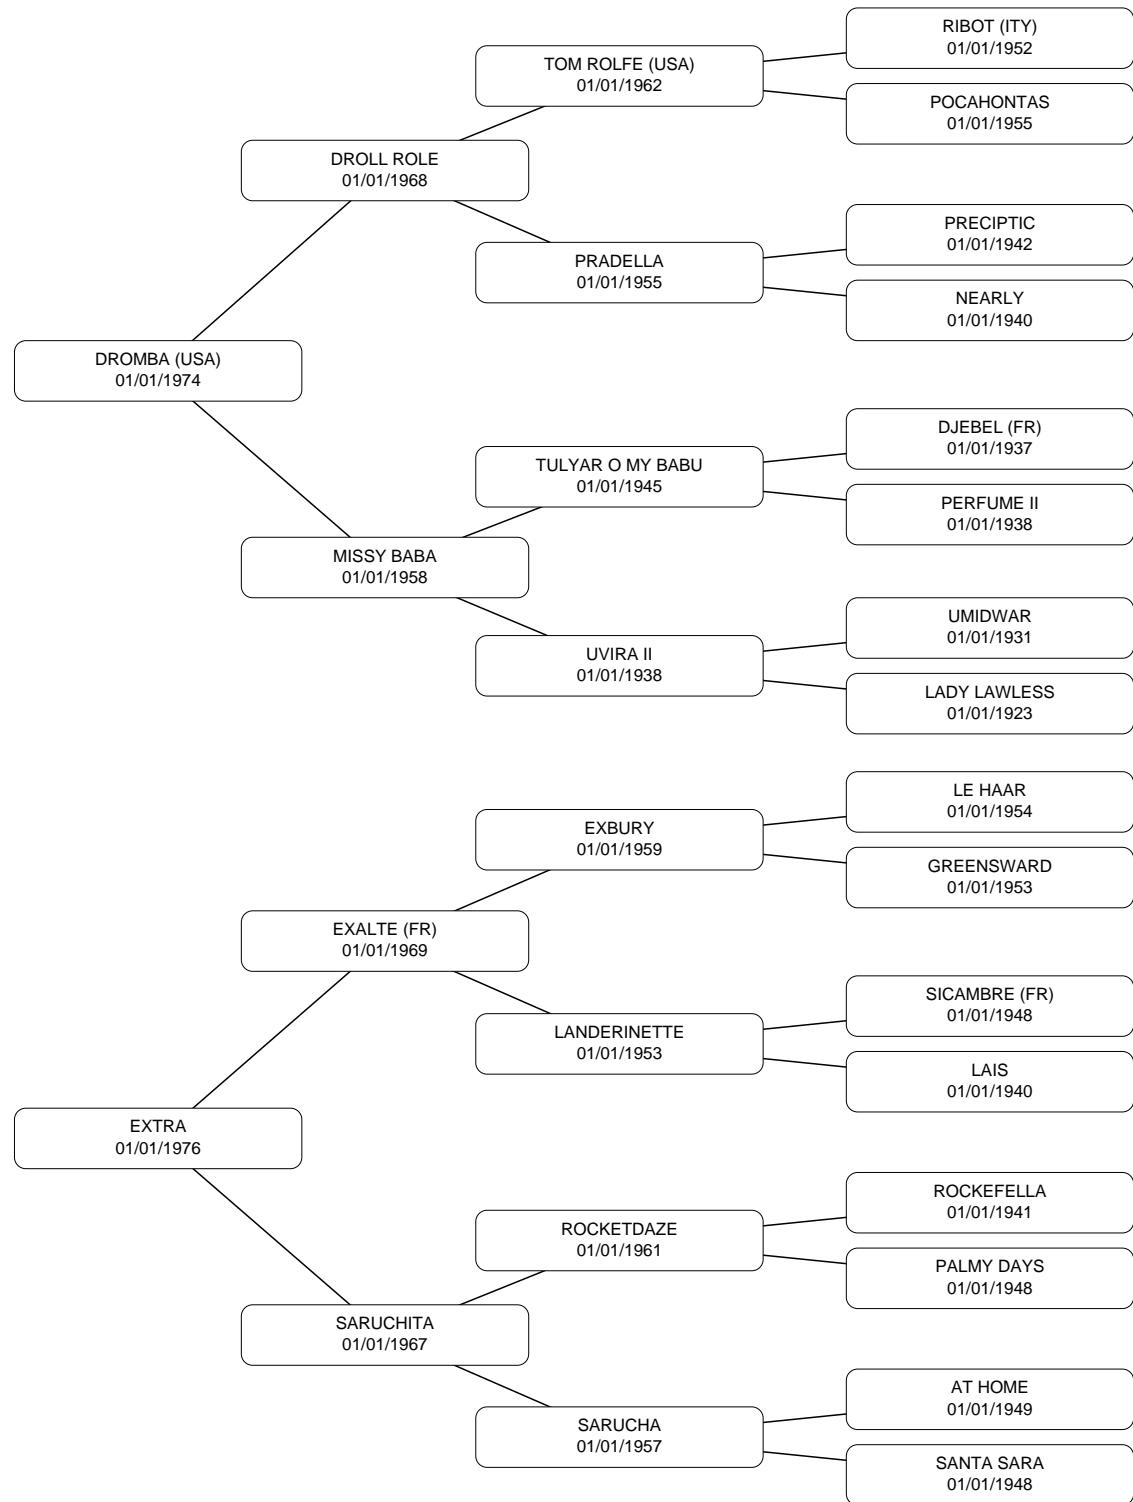 RIBOT (ITY)
01/01/1952
TOM ROLFE (USA)
01/01/1962
POCAHONTAS
01/01/1955
DROLL ROLE
01/01/1968
PRECIPTIC
01/01/1942
PRADELLA
01/01/1955
NEARLY
01/01/1940
DROMBA (USA)
01/01/1974
DJEBEL (FR)
01/01/1937
TULYAR O MY BABU
01/01/1945
PERFUME II
01/01/1938
MISSY BABA
01/01/1958
UMIDWAR
01/01/1931
UVIRA II
01/01/1938
LADY LAWLESS
01/01/1923
LE HAAR
01/01/1954
EXBURY
01/01/1959
GREENSWARD
01/01/1953
EXALTE (FR)
01/01/1969
SICAMBRE (FR)
01/01/1948
LANDERINETTE
01/01/1953
LAIS
01/01/1940
EXTRA
01/01/1976
ROCKEFELLA
01/01/1941
ROCKETDAZE
01/01/1961
PALMY DAYS
01/01/1948
SARUCHITA
01/01/1967
AT HOME
01/01/1949
SARUCHA
01/01/1957
SANTA SARA
01/01/1948